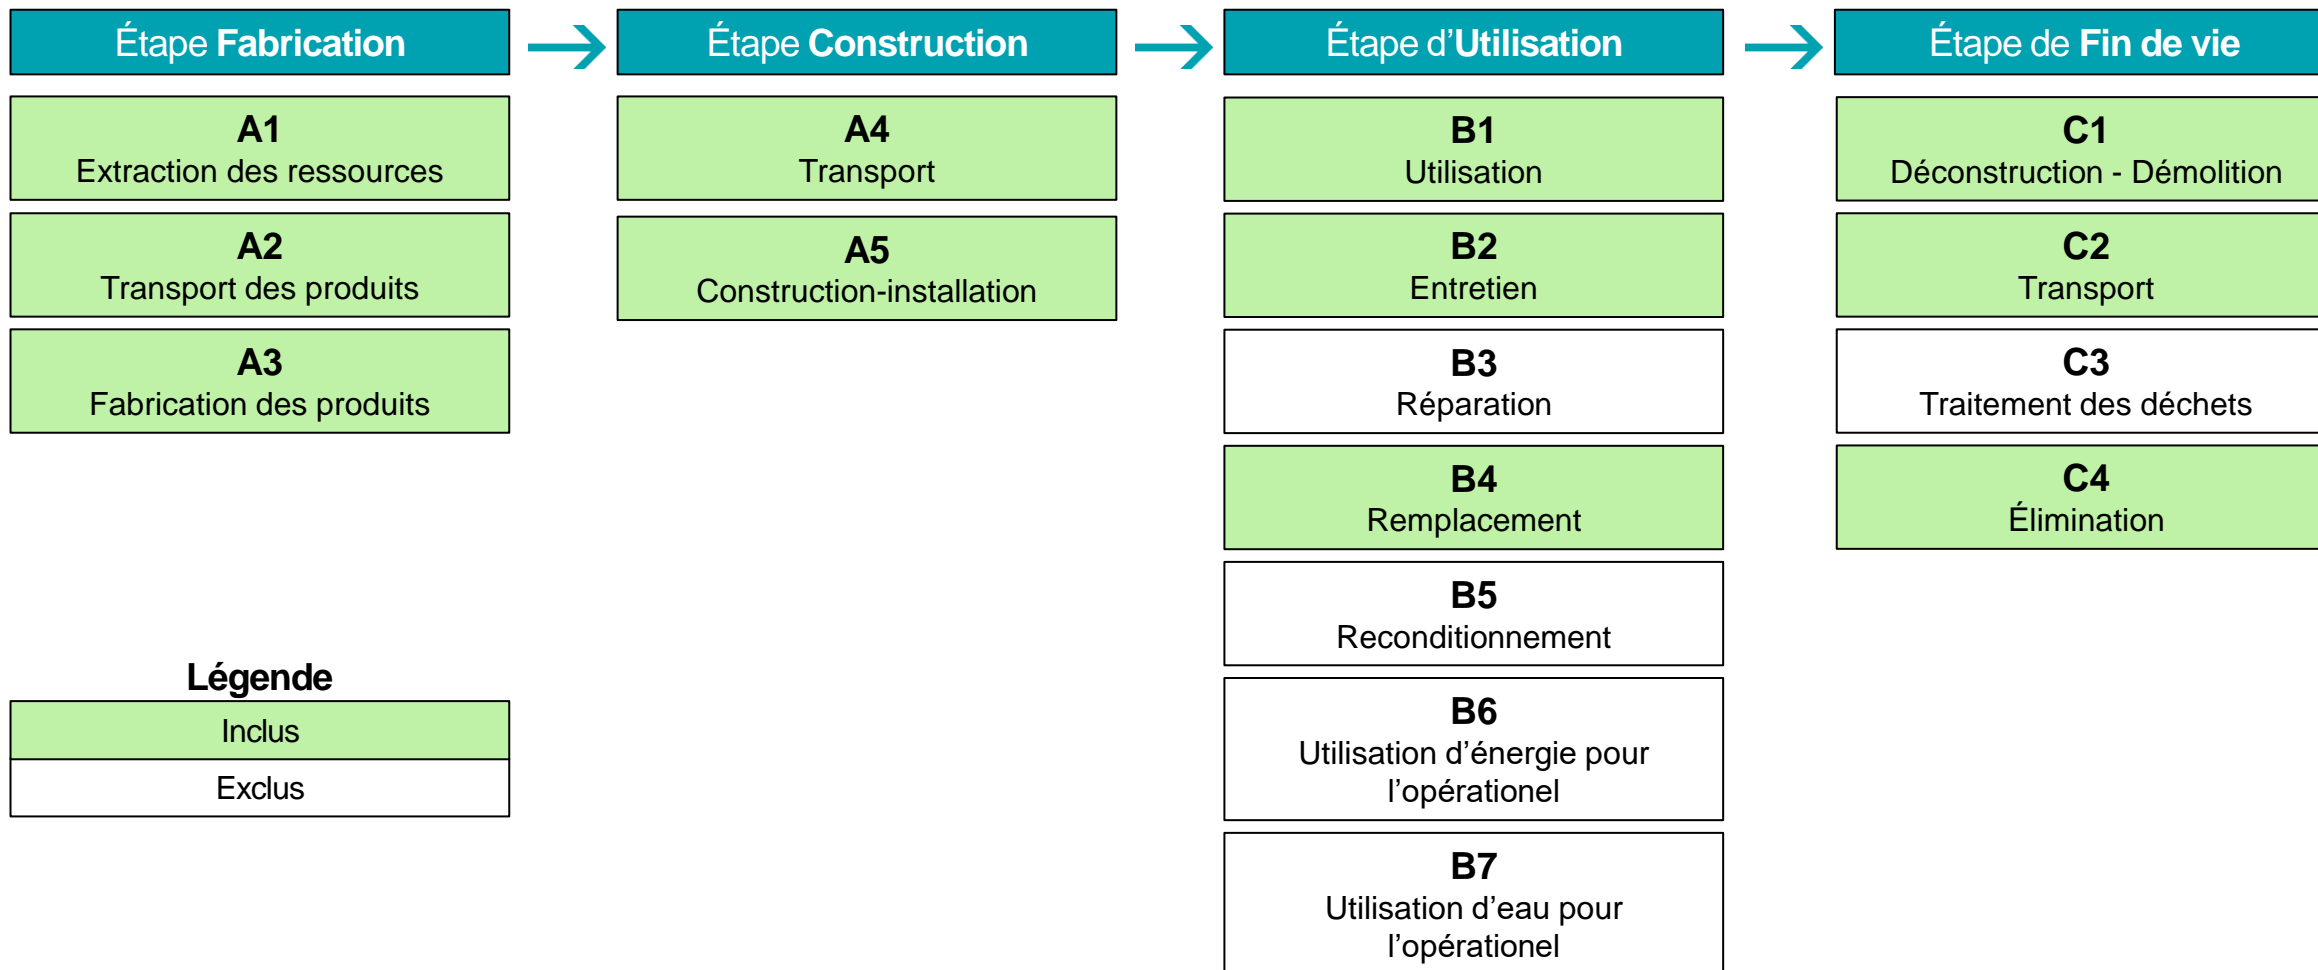 Étape Fabrication
A1
Extraction des ressources
A2
Transport des produits
A3
Fabrication des produits
Étape Construction
A4
Transport
A5
Construction-installation
Étape d’Utilisation
B1
Utilisation
B2
Entretien
B3
Réparation
B4
Remplacement
B5
Reconditionnement
B6
Utilisation d’énergie pour
l’opérationel
B7
Utilisation d’eau pour
l’opérationel
Étape de Fin de vie
C1
Déconstruction - Démolition
C2
Transport
C3
Traitement des déchets
C4
Élimination
Légende
Inclus
Exclus